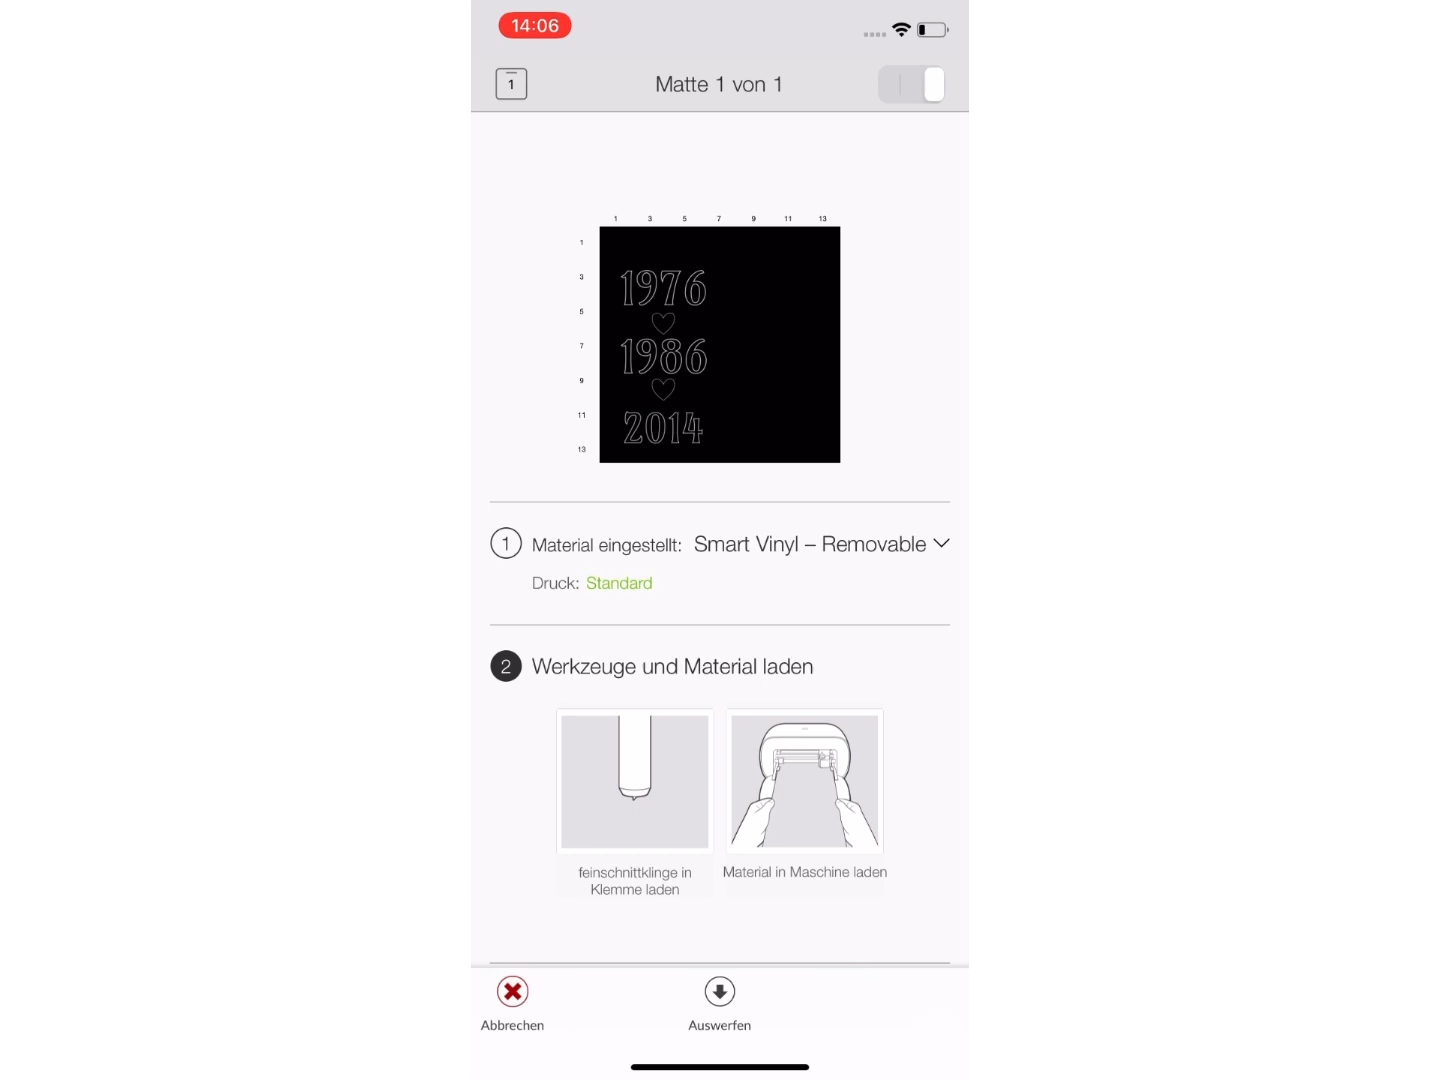 14:06
1
Matte 1 von 1
1 3 5 7 9 11 13
1
3
5
7
9
11
13
1976
1986
2014
1 Material eingestellt: Smart Vinyl – Removable
Druck: Standard
2 Werkzeuge und Material laden
feinschnittklinge in
Klemme laden
Material in Maschine laden
Abbrechen
Auswerfen